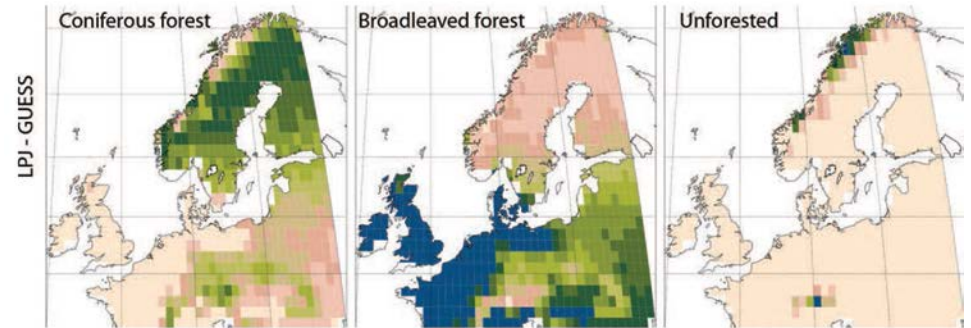 Coniferous forest
Broadleaved forest
Unforested
LPJ - GUESS